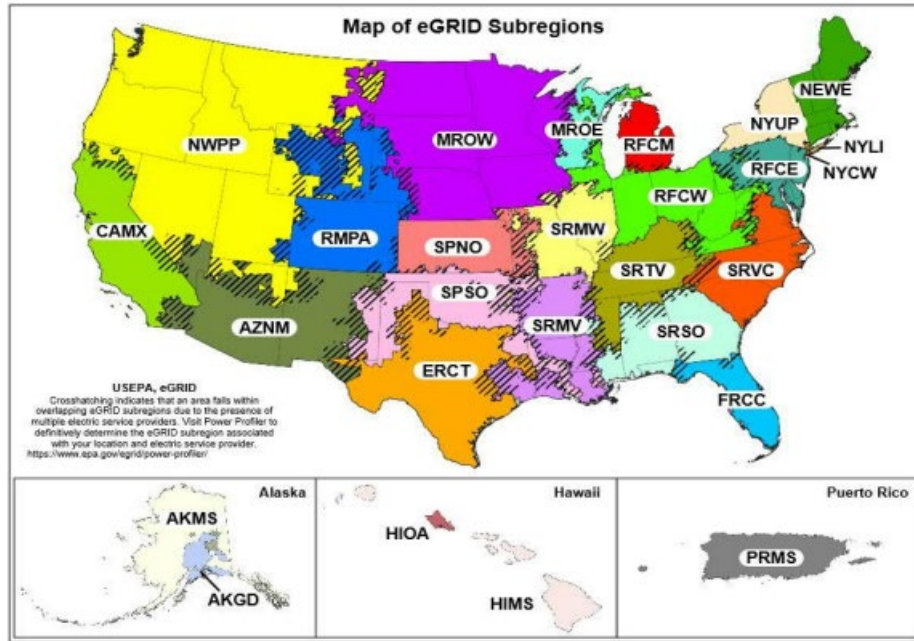 Map of eGRID Subregions
NEWE
NYUP
NYLI
NYCW
MROE
MROW
NWPP
RFCM
RFCE
RFCW
CAMX
RMPA
SPNO
SRMW
SRTV
SRVC
SPSO
AZNM
SRMV
SRSO
ERCT
FRCC
USEPA, eGRID
Crosshatching indicates that an area falls within
overlapping eGRID subregions due to the presence of
multiple electric service providers. Visit Power Profiler to
definitively determine the eGRID subregion associated
with your location and electric service provider.
https://www.epa.gov/egrid/power-profiler/
Alaska
AKMS
AKGD
Hawaii
HIOA
HIMS
Puerto Rico
PRMS